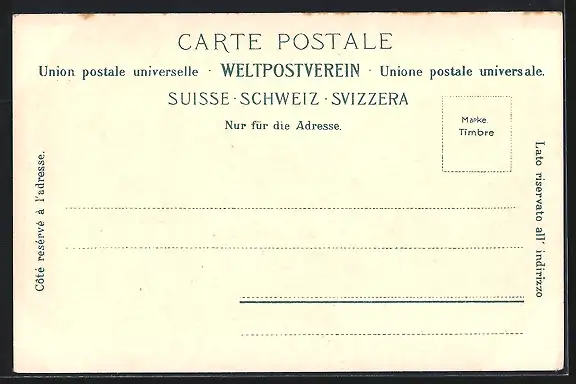 CARTE POSTALE
Union postale universelle · WELTPOSTVEREIN · Unione postale universale.
SUISSE · SCHWEIZ · SVIZZERA
Nur für die Adresse.
Marke.
Timbre
Côté resérvé à l'adresse.
Lato riservato all' indirizzo